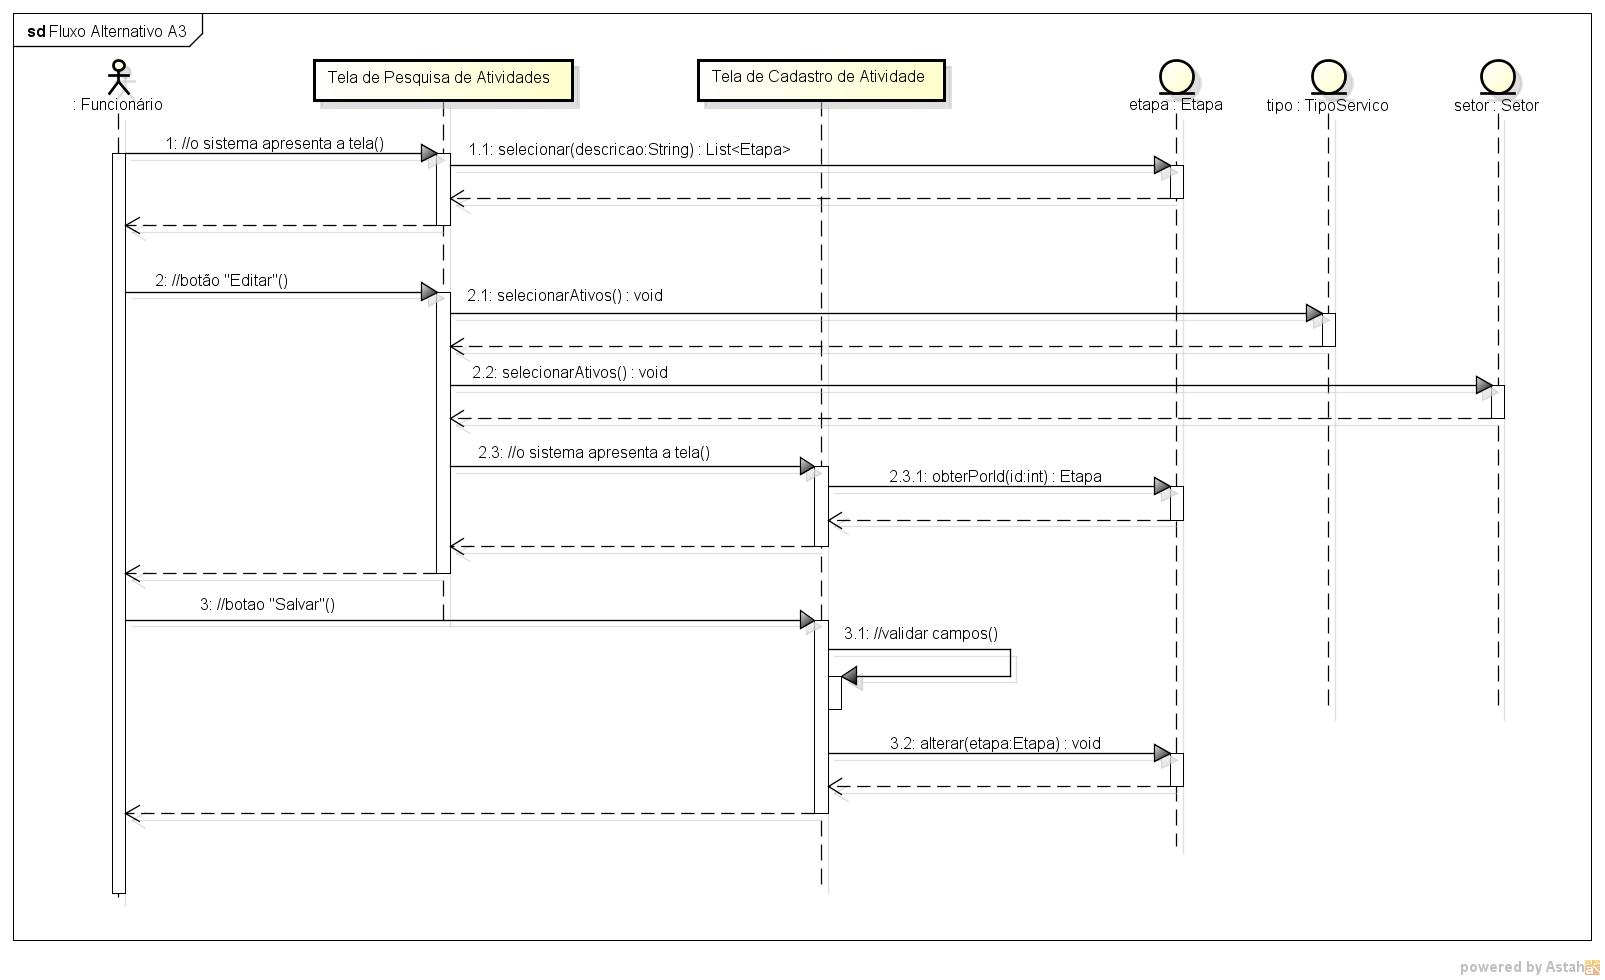 sd Fluxo Alternativo A3
: Funcionário
Tela de Pesquisa de Atividades
Tela de Cadastro de Atividade
etapa : Etapa
tipo : TipoServico
setor : Setor
1: //o sistema apresenta a tela()
1.1: selecionar(descricao:String) : List<Etapa>
2: //botão "Editar"()
2.1: selecionarAtivos() : void
2.2: selecionarAtivos() : void
2.3: //o sistema apresenta a tela()
2.3.1: obterPorId(id:int) : Etapa
3: //botao "Salvar"()
3.1: //validar campos()
3.2: alterar(etapa:Etapa) : void
powered by Astah